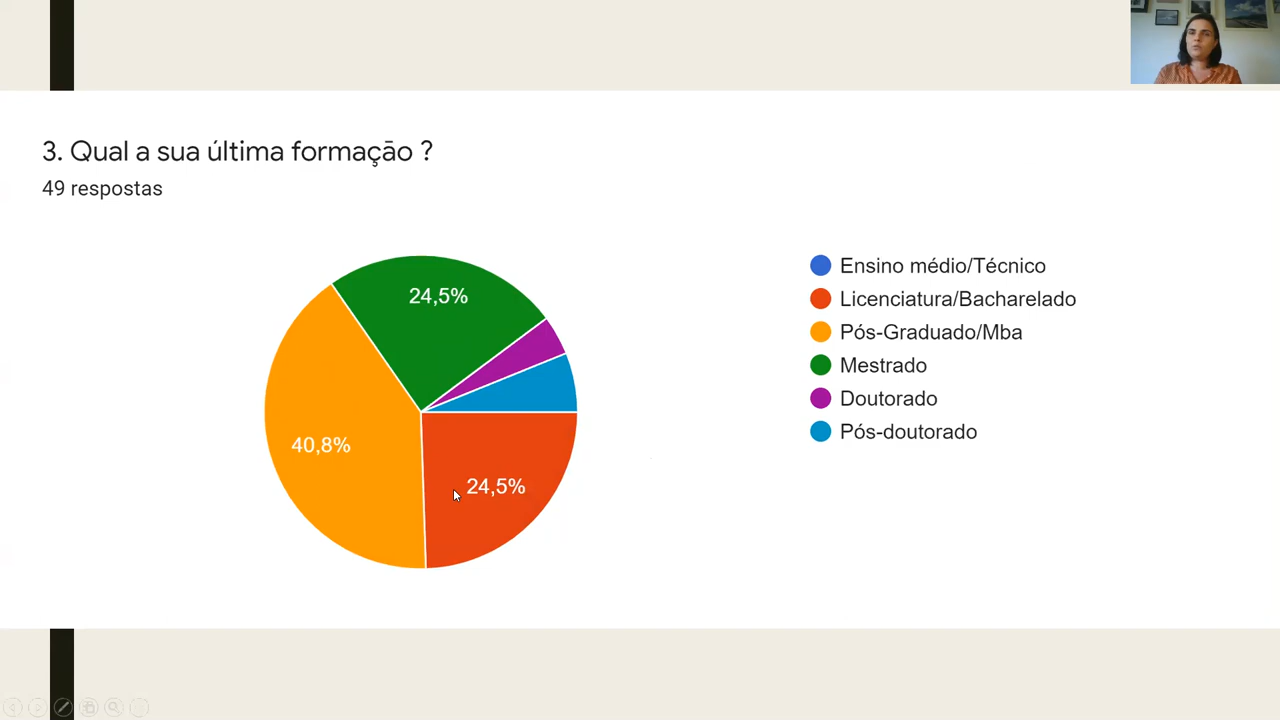 3. Qual a sua última formação ?
49 respostas
24,5%
40,8%
24,5%
Ensino médio/Técnico
Licenciatura/Bacharelado
Pós-Graduado/Mba
Mestrado
Doutorado
Pós-doutorado